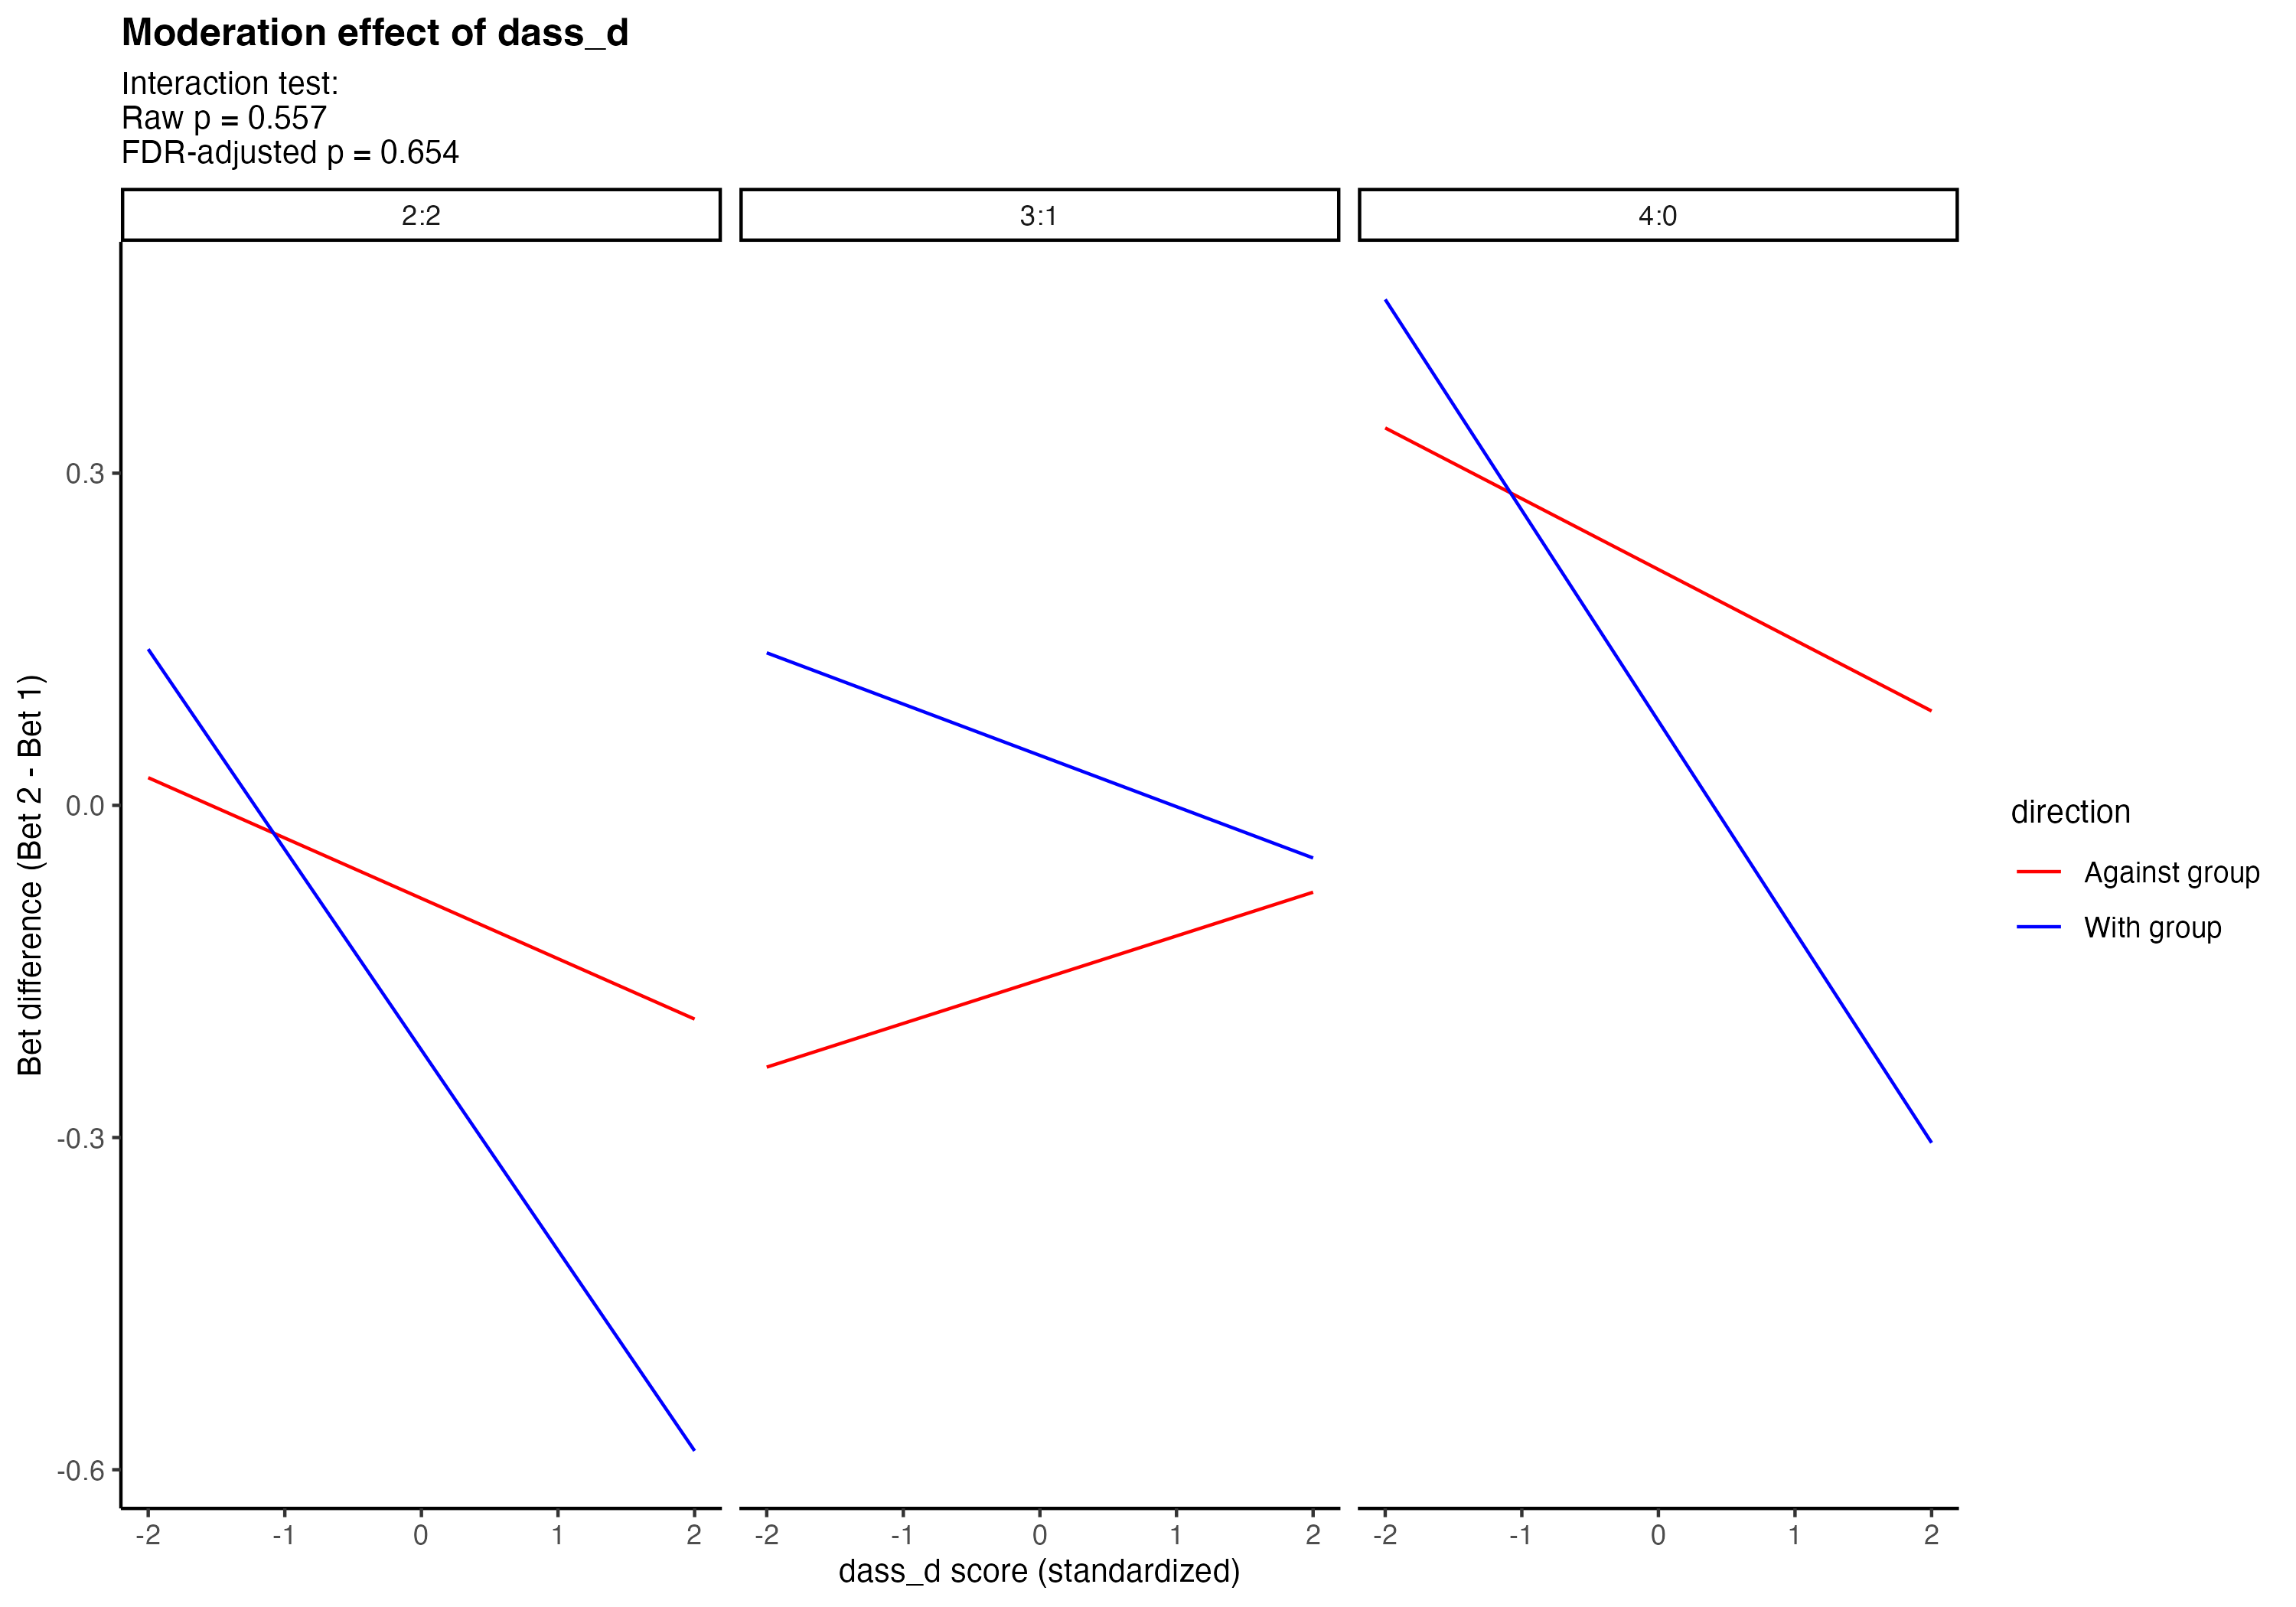 Moderation effect of dass_d
Interaction test:
Raw p = 0.557
FDR-adjusted p = 0.654
2:2
3:1
4:0
Bet difference (Bet 2 - Bet 1)
0.3
0.0
-0.3
-0.6
-2 -1 0 1 2
-2 -1 0 1 2
-2 -1 0 1 2
dass_d score (standardized)
direction
Against group
With group